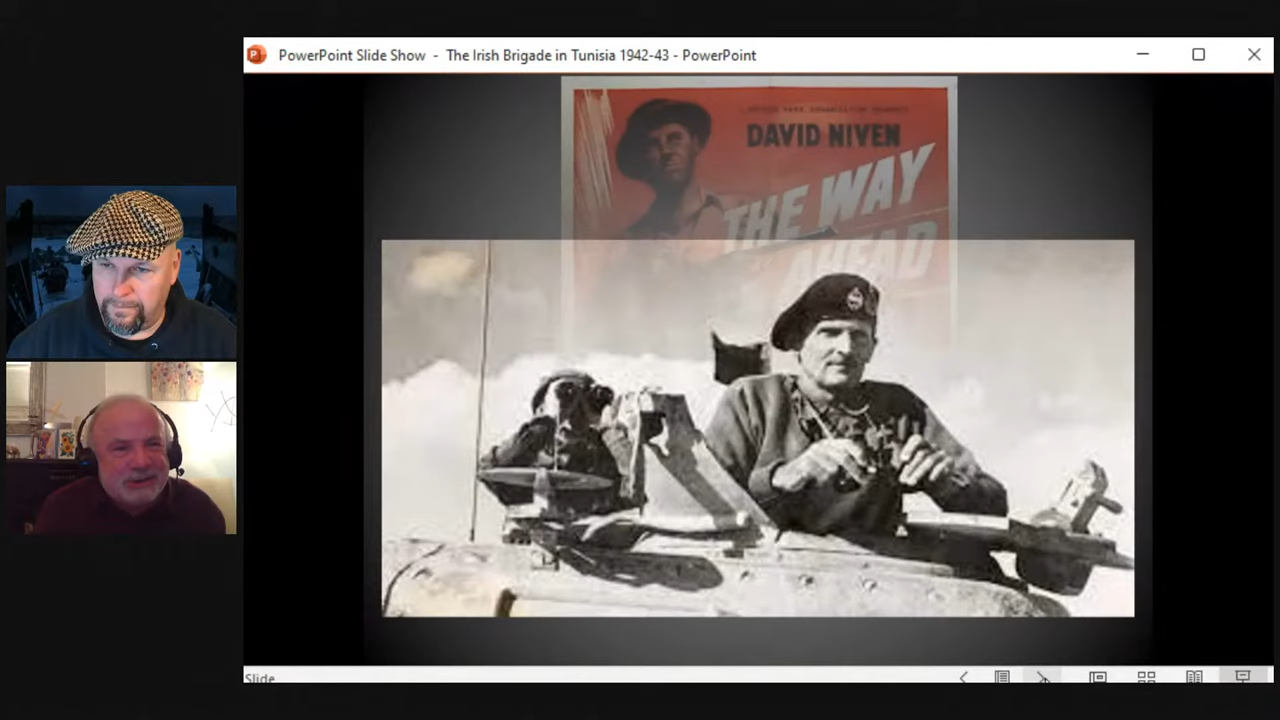 PowerPoint Slide Show - The Irish Brigade in Tunisia 1942-43 - PowerPoint
DAVID NIVEN
THE WAY
AHEAD
Slide